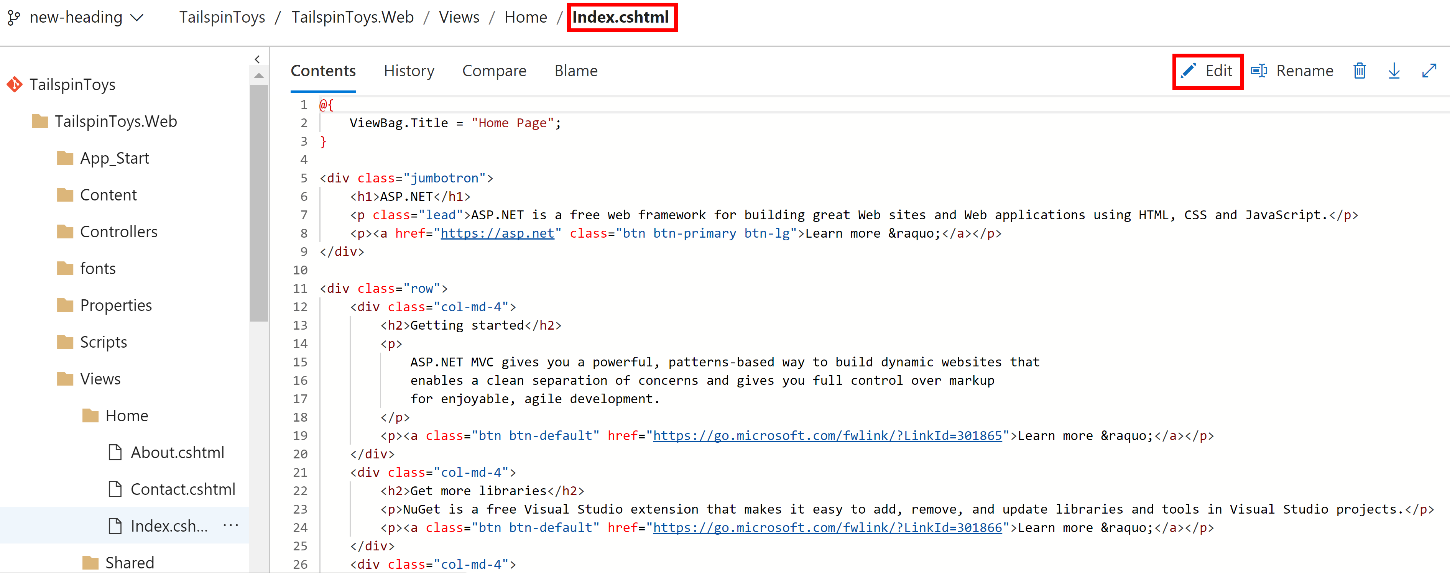 new-heading TailspinToys / TailspinToys.Web / Views / Home / Index.cshtml
TailspinToys
TailspinToys.Web
App_Start
Content
Controllers
fonts
Properties
Scripts
Views
Home
About.cshtml
Contact.cshtml
Index.csh... ···
Shared
Contents History Compare Blame Edit Rename
1 @{
2 ViewBag.Title = "Home Page";
3 }
4
5 <div class="jumbotron">
6 <h1>ASP.NET</h1>
7 <p class="lead">ASP.NET is a free web framework for building great Web sites and Web applications using HTML, CSS and JavaScript.</p>
8 <p><a href="https://asp.net" class="btn btn-primary btn-lg">Learn more &raquo;</a></p>
9 </div>
10
11 <div class="row">
12 <div class="col-md-4">
13 <h2>Getting started</h2>
14 <p>
15 ASP.NET MVC gives you a powerful, patterns-based way to build dynamic websites that
16 enables a clean separation of concerns and gives you full control over markup
17 for enjoyable, agile development.
18 </p>
19 <p><a class="btn btn-default" href="https://go.microsoft.com/fwlink/?LinkId=301865">Learn more &raquo;</a></p>
20 </div>
21 <div class="col-md-4">
22 <h2>Get more libraries</h2>
23 <p>NuGet is a free Visual Studio extension that makes it easy to add, remove, and update libraries and tools in Visual Studio projects.</p>
24 <p><a class="btn btn-default" href="https://go.microsoft.com/fwlink/?LinkId=301866">Learn more &raquo;</a></p>
25 </div>
26 <div class="col-md-4">